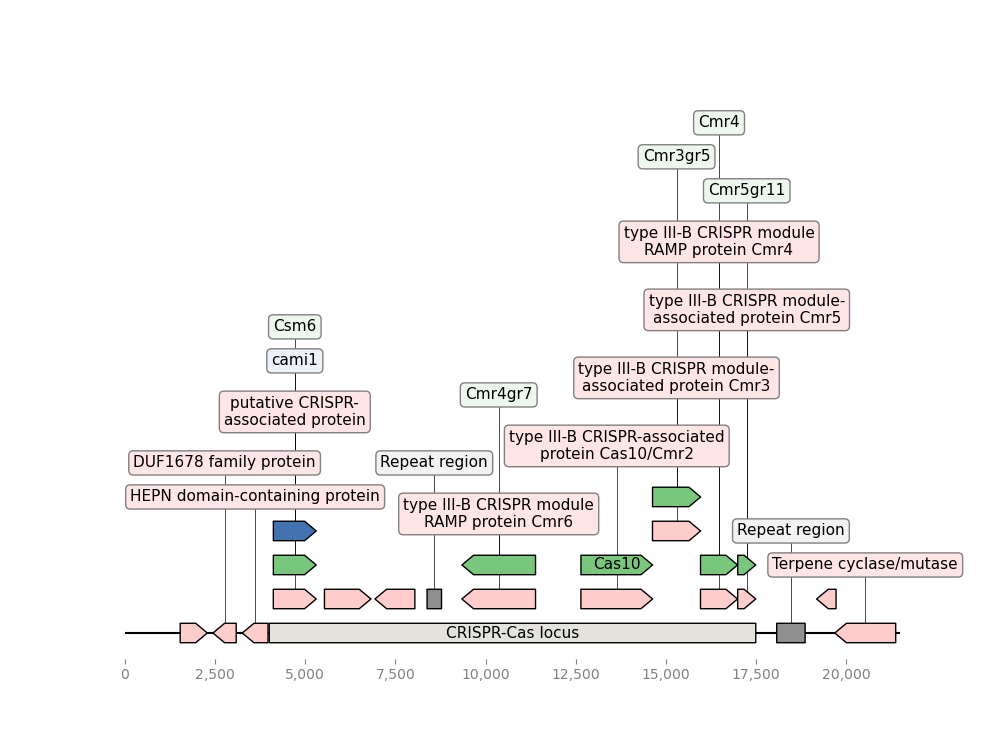 Cmr4
Cmr3gr5
Cmr5gr11
type III-B CRISPR module
RAMP protein Cmr4
type III-B CRISPR module-
associated protein Cmr5
Csm6
cami1
type III-B CRISPR module-
associated protein Cmr3
putative CRISPR-
associated protein
Cmr4gr7
type III-B CRISPR-associated
protein Cas10/Cmr2
DUF1678 family protein
Repeat region
HEPN domain-containing protein
type III-B CRISPR module
RAMP protein Cmr6
Repeat region
Cas10
Terpene cyclase/mutase
CRISPR-Cas locus
0 2,500 5,000 7,500 10,000 12,500 15,000 17,500 20,000